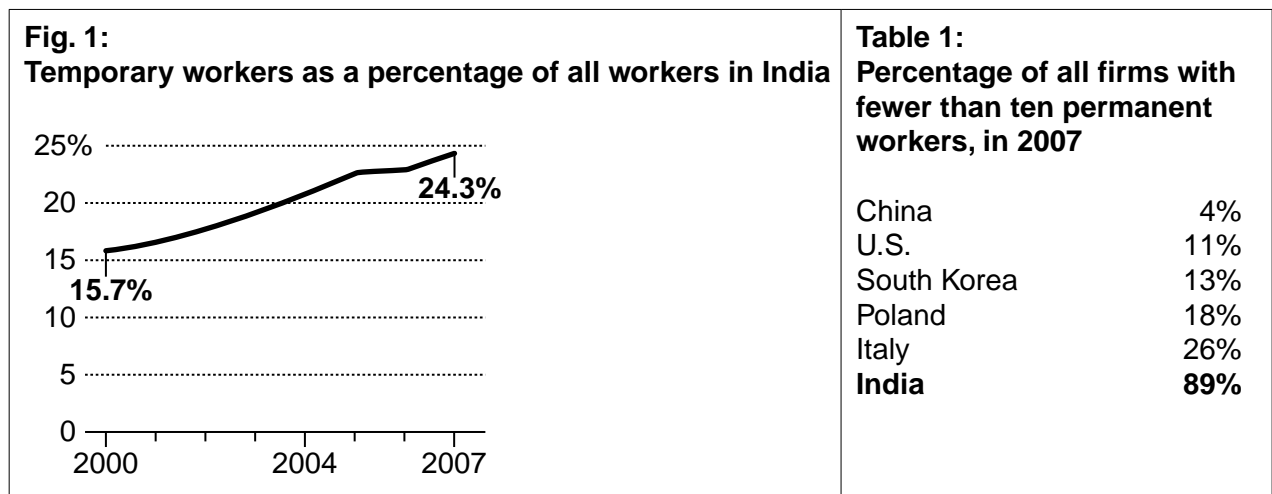 Fig. 1:
Temporary workers as a percentage of all workers in India
25%
20
15
10
5
0
15.7%
24.3%
2000
2004
2007
Table 1:
Percentage of all firms with
fewer than ten permanent
workers, in 2007
China 4%
U.S. 11%
South Korea 13%
Poland 18%
Italy 26%
India 89%